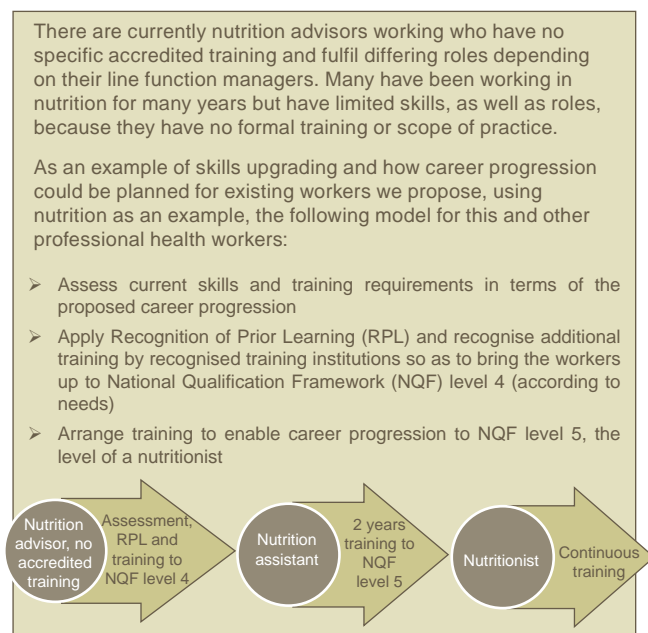 There are currently nutrition advisors working who have no
specific accredited training and fulfil differing roles depending
on their line function managers. Many have been working in
nutrition for many years but have limited skills, as well as roles,
because they have no formal training or scope of practice.
As an example of skills upgrading and how career progression
could be planned for existing workers we propose, using
nutrition as an example, the following model for this and other
professional health workers:
➢ Assess current skills and training requirements in terms of the
proposed career progression
➢ Apply Recognition of Prior Learning (RPL) and recognise additional
training by recognised training institutions so as to bring the workers
up to National Qualification Framework (NQF) level 4 (according to
needs)
➢ Arrange training to enable career progression to NQF level 5, the
level of a nutritionist
Nutrition
advisor, no
accredited
training
Assessment,
RPL and
training to
NQF level 4
Nutrition
assistant
2 years
training to
NQF
level 5
Nutritionist
Continuous
training